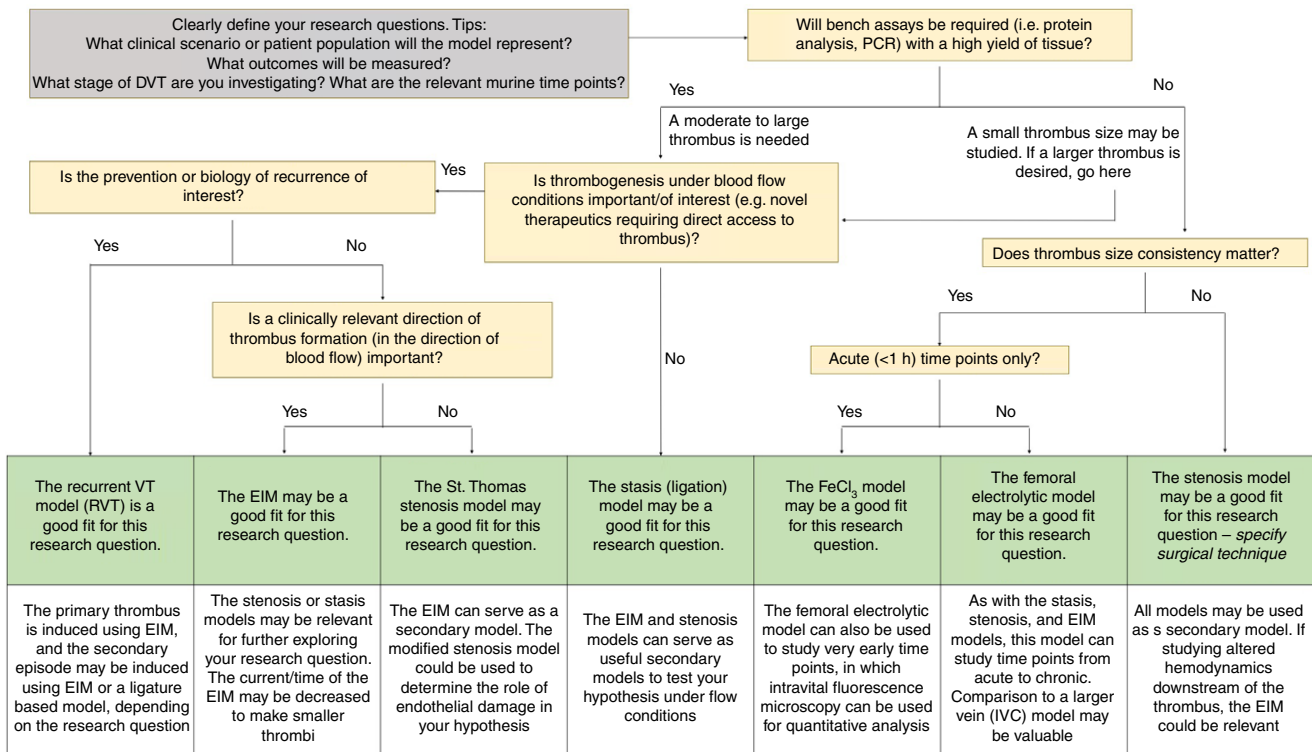 Clearly define your research questions. Tips:
What clinical scenario or patient population will the model represent?
What outcomes will be measured?
What stage of DVT are you investigating? What are the relevant murine time points?
Will bench assays be required (i.e. protein
analysis, PCR) with a high yield of tissue?
Yes
No
A moderate to large
thrombus is needed
A small thrombus size may be
studied. If a larger thrombus is
desired, go here
Is the prevention or biology of recurrence of
interest?
Yes
Is thrombogenesis under blood flow
conditions important/of interest (e.g. novel
therapeutics requiring direct access to
thrombus)?
Yes
No
Does thrombus size consistency matter?
Is a clinically relevant direction of
thrombus formation (in the direction of
blood flow) important?
No
Yes
No
Acute (<1 h) time points only?
Yes
No
Yes
No
The recurrent VT
model (RVT) is a
good fit for this
research question.
The EIM may be a
good fit for this
research question.
The St. Thomas
stenosis model may
be a good fit for this
research question.
The stasis (ligation)
model may be a
good fit for this
research question.
The FeCl3 model
may be a good fit
for this research
question.
The femoral
electrolytic model
may be a good fit
for this research
question.
The stenosis model
may be a good fit
for this research
question – specify
surgical technique
The primary thrombus
is induced using EIM,
and the secondary
episode may be induced
using EIM or a ligature
based model, depending
on the research question
The stenosis or stasis
models may be relevant
for further exploring
your research question.
The current/time of the
EIM may be decreased
to make smaller
thrombi
The EIM can serve as a
secondary model. The
modified stenosis model
could be used to
determine the role of
endothelial damage in
your hypothesis
The EIM and stenosis
models can serve as
useful secondary
models to test your
hypothesis under flow
conditions
The femoral electrolytic
model can also be used
to study very early time
points, in which
intravital fluorescence
microscopy can be used
for quantitative analysis
As with the stasis,
stenosis, and EIM
models, this model can
study time points from
acute to chronic.
Comparison to a larger
vein (IVC) model may
be valuable
All models may be used
as s secondary model. If
studying altered
hemodynamics
downstream of the
thrombus, the EIM
could be relevant